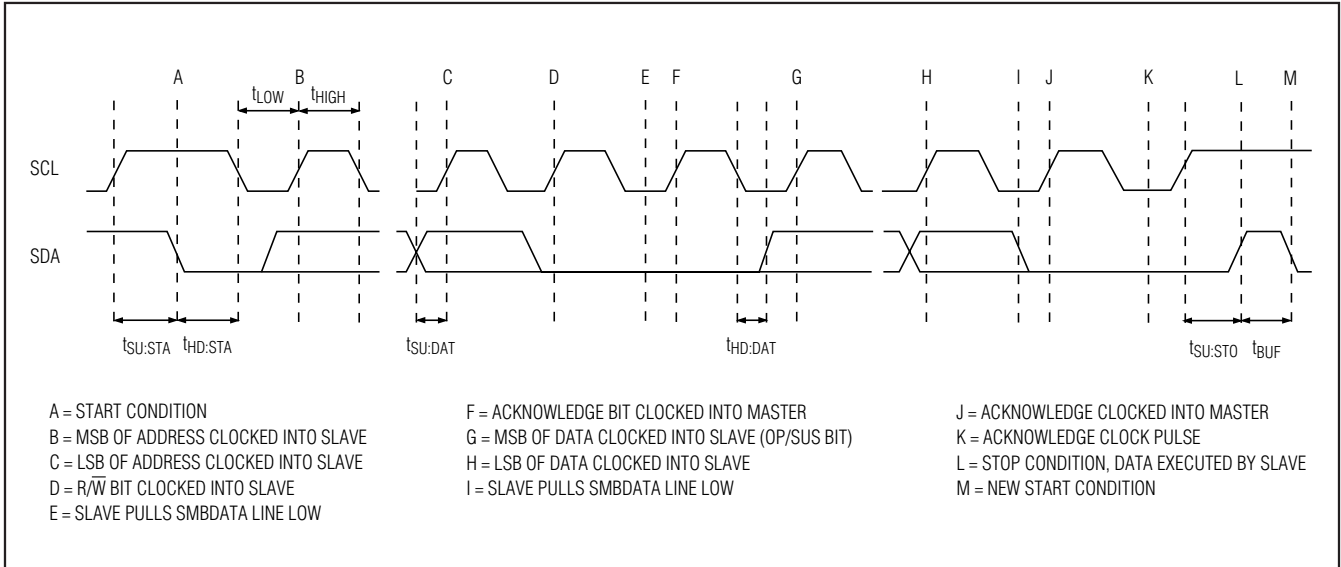 A B C D E F G H I J K L M
tLOW tHIGH
SCL
SDA
tSU:STA tHD:STA tSU:DAT tHD:DAT tSU:STO tBUF
A = START CONDITION
B = MSB OF ADDRESS CLOCKED INTO SLAVE
C = LSB OF ADDRESS CLOCKED INTO SLAVE
D = R/W̅ BIT CLOCKED INTO SLAVE
E = SLAVE PULLS SMBDATA LINE LOW
F = ACKNOWLEDGE BIT CLOCKED INTO MASTER
G = MSB OF DATA CLOCKED INTO SLAVE (OP/SUS BIT)
H = LSB OF DATA CLOCKED INTO SLAVE
I = SLAVE PULLS SMBDATA LINE LOW
J = ACKNOWLEDGE CLOCKED INTO MASTER
K = ACKNOWLEDGE CLOCK PULSE
L = STOP CONDITION, DATA EXECUTED BY SLAVE
M = NEW START CONDITION